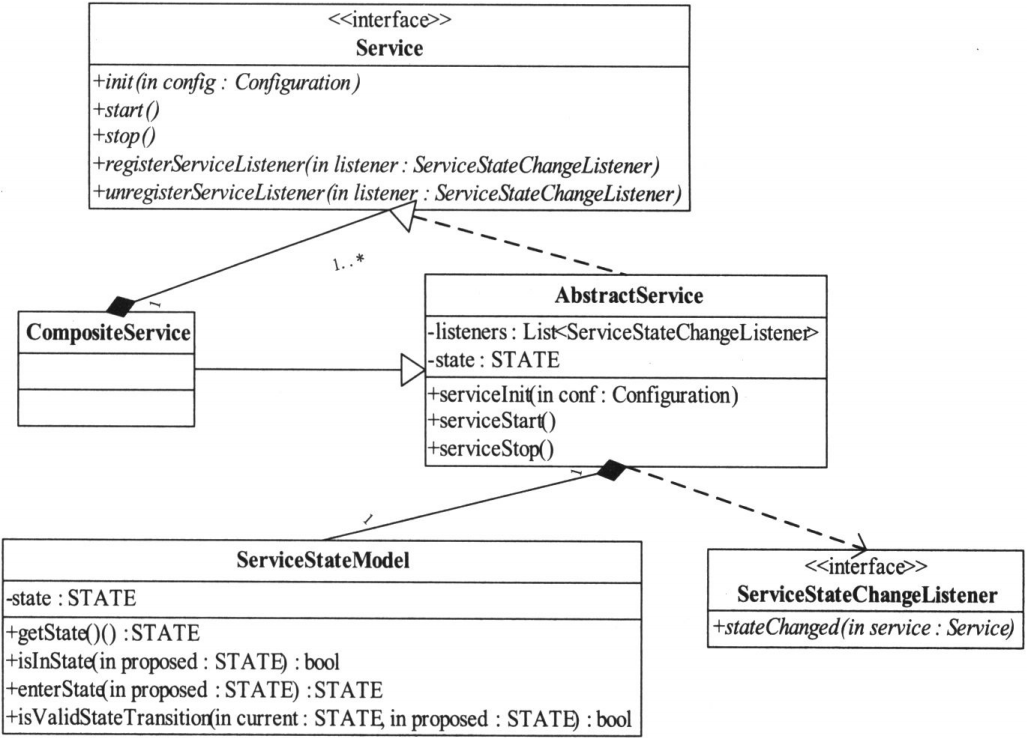 <<interface>>
Service
+init(in config : Configuration)
+start()
+stop()
+registerServiceListener(in listener : ServiceStateChangeListener)
+unregisterServiceListener(in listener : ServiceStateChangeListener)
1..*
1
CompositeService
AbstractService
-listeners : List<ServiceStateChangeListener>
-state : STATE
+serviceInit(in conf : Configuration)
+serviceStart()
+serviceStop()
1
1
ServiceStateModel
-state : STATE
+getState()() : STATE
+isInState(in proposed : STATE) : bool
+enterState(in proposed : STATE) : STATE
+isValidStateTransition(in current : STATE, in proposed : STATE) : bool
<<interface>>
ServiceStateChangeListener
+stateChanged(in service : Service)